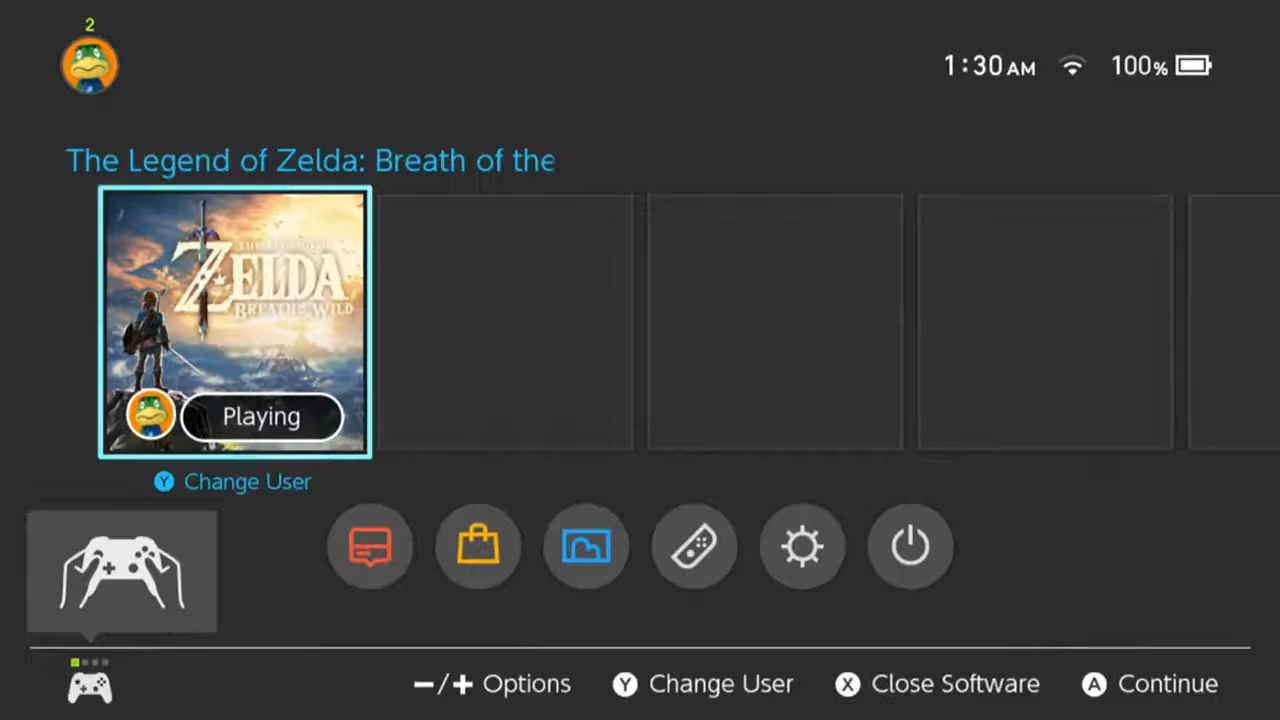 2
1:30 AM 100%
The Legend of Zelda: Breath of the
ZELDA
BREATH OF THE WILD
Playing
Y Change User
−/+ Options Y Change User X Close Software A Continue